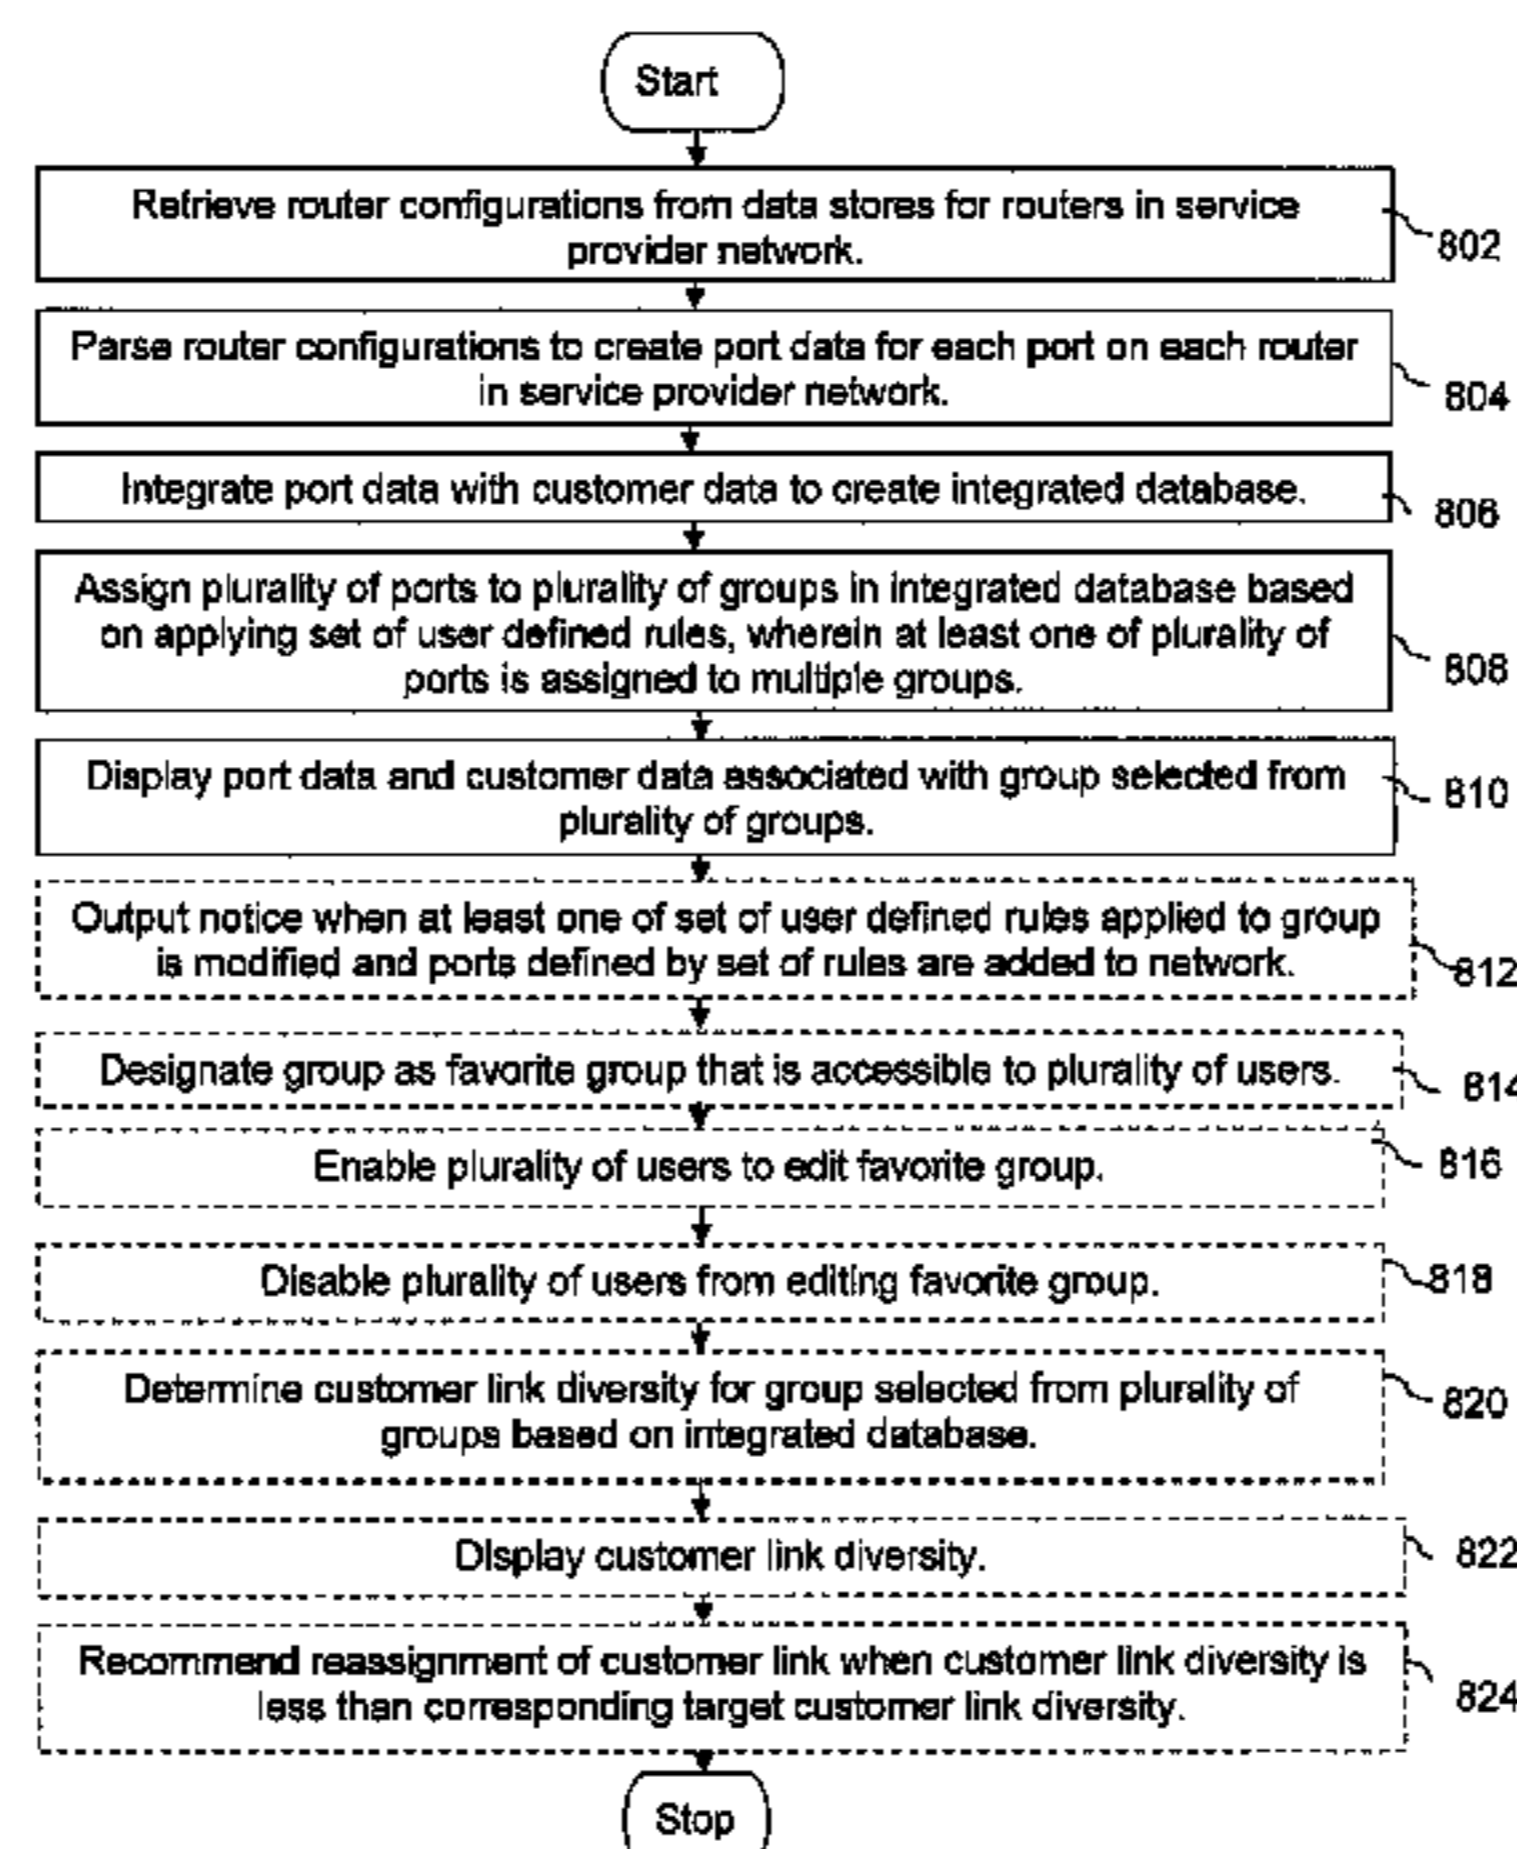 Start
Retrieve router configurations from data stores for routers in service
provider network.
802
Parse router configurations to create port data for each port on each router
in service provider network.
804
Integrate port data with customer data to create integrated database.
806
Assign plurality of ports to plurality of groups in integrated database based
on applying set of user defined rules, wherein at least one of plurality of
ports is assigned to multiple groups.
808
Display port data and customer data associated with group selected from
plurality of groups.
810
Output notice when at least one of set of user defined rules applied to group
is modified and ports defined by set of rules are added to network.
812
Designate group as favorite group that is accessible to plurality of users.
814
Enable plurality of users to edit favorite group.
816
Disable plurality of users from editing favorite group.
818
Determine customer link diversity for group selected from plurality of
groups based on integrated database.
820
Display customer link diversity.
822
Recommend reassignment of customer link when customer link diversity is
less than corresponding target customer link diversity.
824
Stop